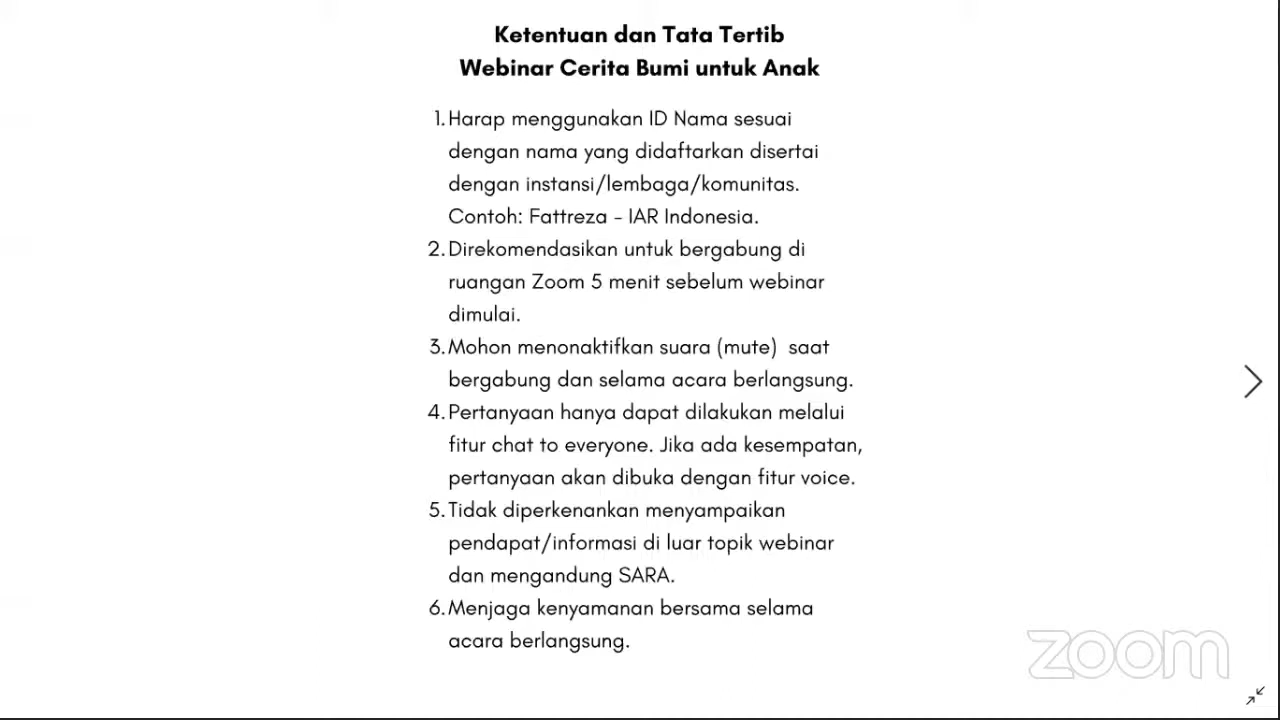 Ketentuan dan Tata Tertib
Webinar Cerita Bumi untuk Anak
1. Harap menggunakan ID Nama sesuai
dengan nama yang didaftarkan disertai
dengan instansi/lembaga/komunitas.
Contoh: Fattreza - IAR Indonesia.
2. Direkomendasikan untuk bergabung di
ruangan Zoom 5 menit sebelum webinar
dimulai.
3. Mohon menonaktifkan suara (mute) saat
bergabung dan selama acara berlangsung.
4. Pertanyaan hanya dapat dilakukan melalui
fitur chat to everyone. Jika ada kesempatan,
pertanyaan akan dibuka dengan fitur voice.
5. Tidak diperkenankan menyampaikan
pendapat/informasi di luar topik webinar
dan mengandung SARA.
6. Menjaga kenyamanan bersama selama
acara berlangsung.
zoom